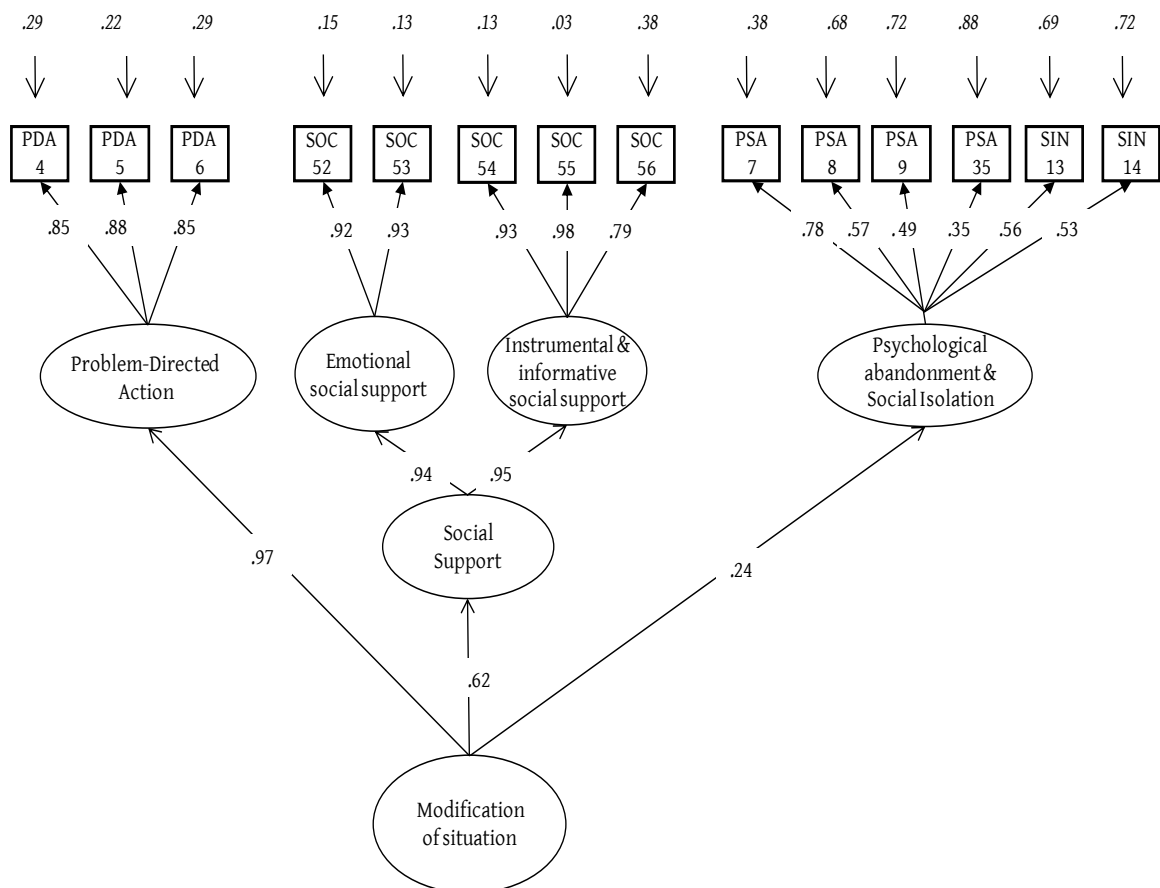 .29 .22 .29 .15 .13 .13 .03 .38 .38 .68 .72 .88 .69 .72
PDA PDA PDA SOC SOC SOC SOC SOC PSA PSA PSA PSA SIN SIN
4 5 6 52 53 54 55 56 7 8 9 35 13 14
.85 .88 .85 .92 .93 .93 .98 .79 .78 .57 .49 .35 .56 .53
Problem-Directed
Action
Emotional
social support
Instrumental &
informative
social support
Psychological
abandonment &
Social Isolation
.94 .95
Social
Support
.97 .24
.62
Modification
of situation